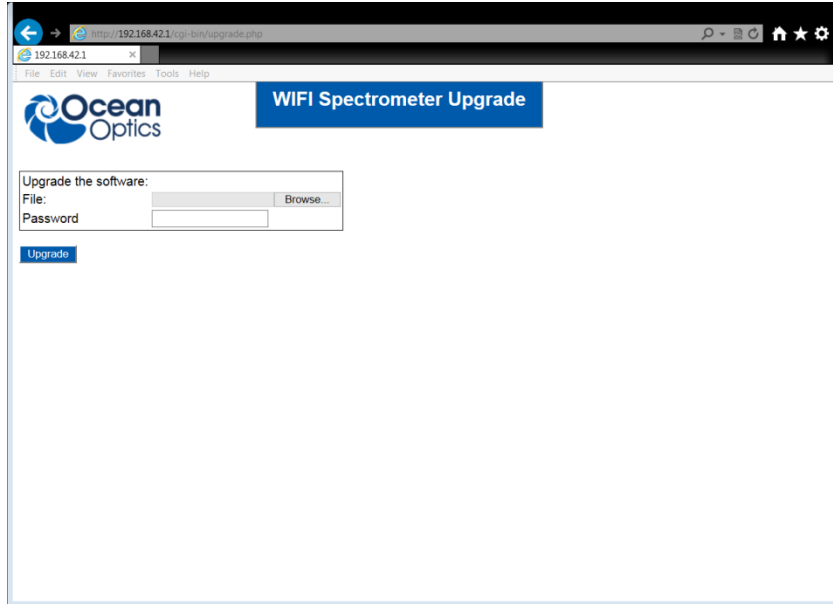 http://192.168.42.1/cgi-bin/upgrade.php
192.168.42.1
File Edit View Favorites Tools Help
Ocean
Optics
WIFI Spectrometer Upgrade
Upgrade the software:
File: Browse...
Password
Upgrade